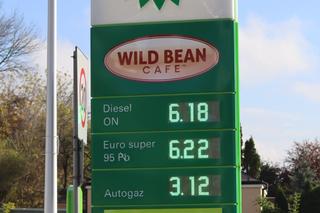 WILD BEAN
CAFE
Diesel
ON
6.18
Euro super
95 Pb
6.22
Autogaz
3.12